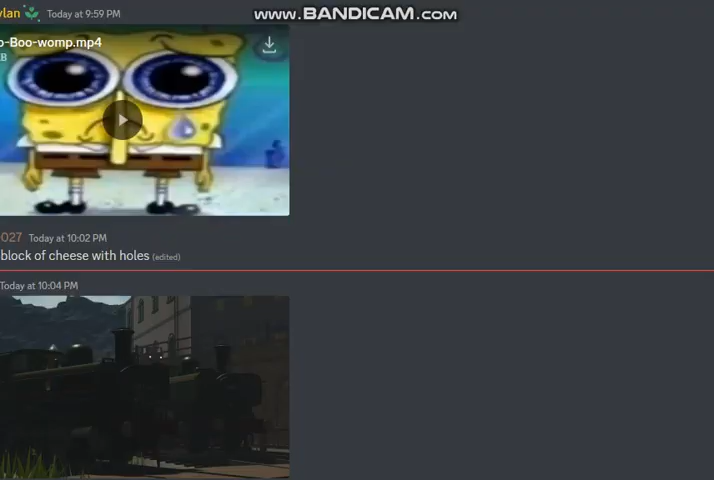 www.BANDICAM.com
ylan Today at 9:59 PM
o-Boo-womp.mp4
B
027 Today at 10:02 PM
block of cheese with holes (edited)
Today at 10:04 PM